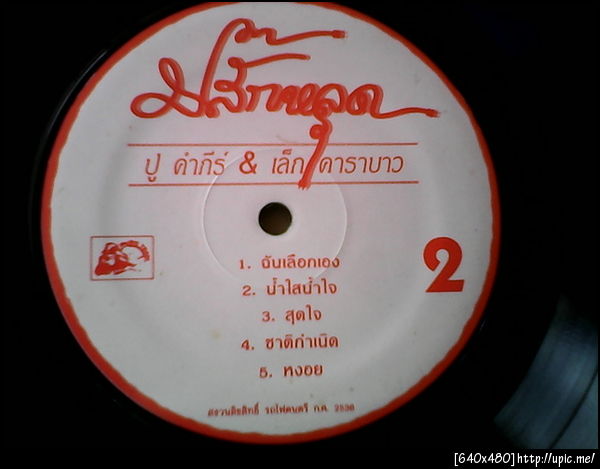 ปู คำภีร์ & เล็ก คาราบาว
2
1. ฉันเลือกเอง
2. น้ำใสน้ำใจ
3. สุดใจ
4. ชาติกำเนิด
5. หงอย
สงวนลิขสิทธิ์ รถไฟดนตรี ก.ค. 2530
[640x480]http://upic.me/